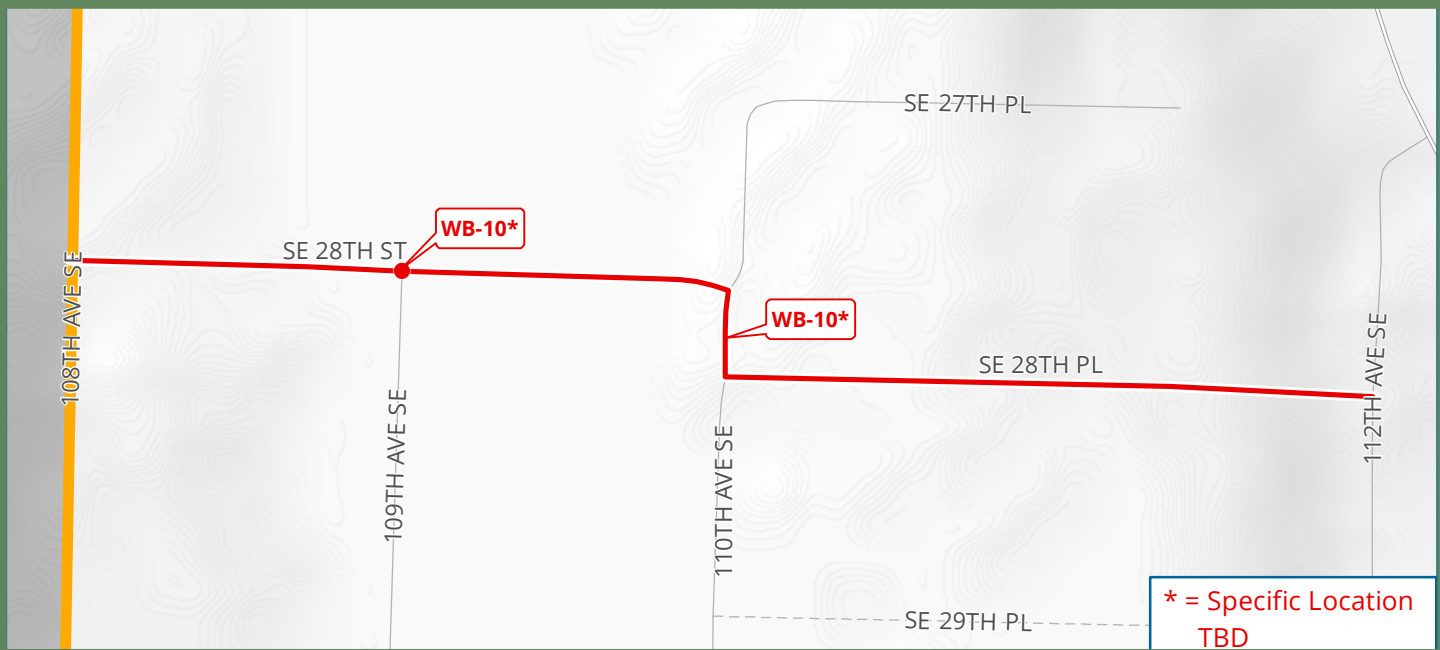 SE 27TH PL
WB-10*
SE 28TH ST
108TH AVE SE
WB-10*
SE 28TH PL
112TH AVE SE
109TH AVE SE
110TH AVE SE
SE 29TH PL
* = Specific Location
TBD